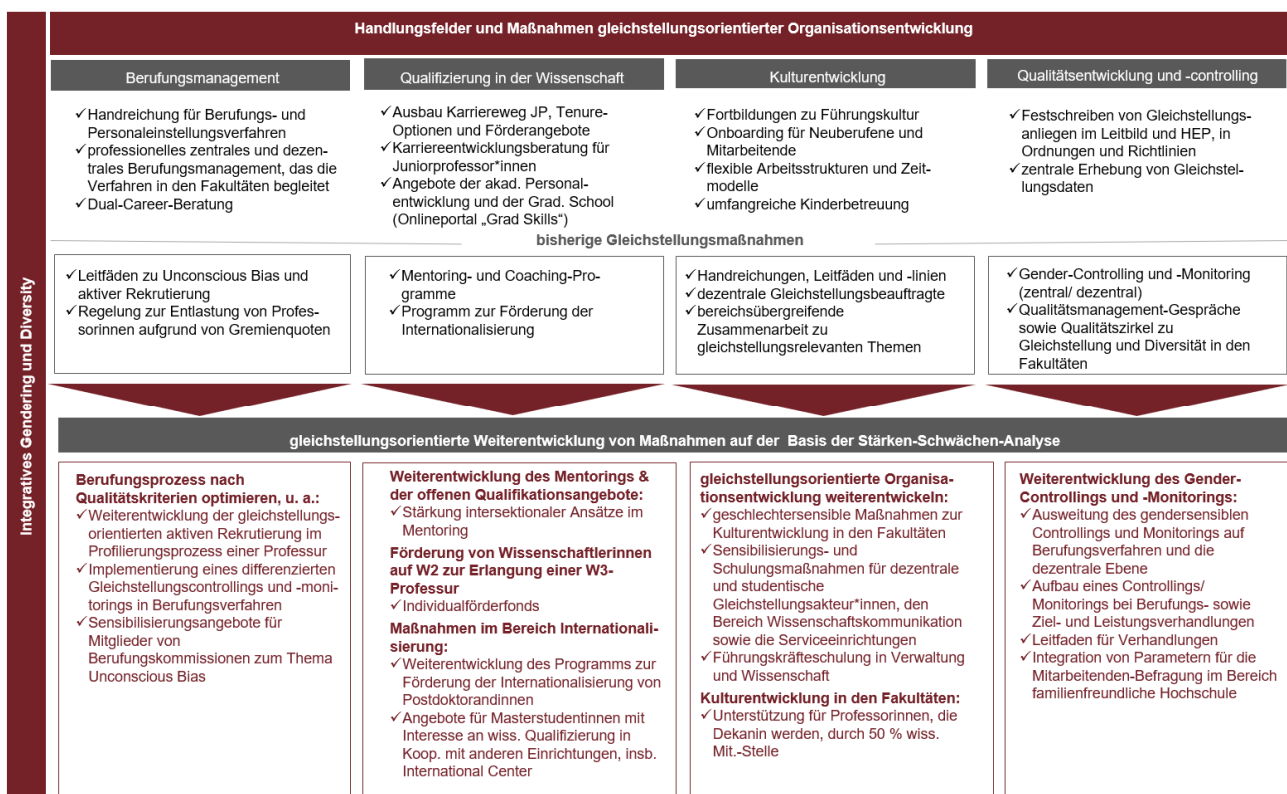 Integratives Gendering und Diversity
Handlungsfelder und Maßnahmen gleichstellungsorientierter Organisationsentwicklung
Berufungsmanagement
✓Handreichung für Berufungs- und
Personaleinstellungsverfahren
✓professionelles zentrales und dezen-
trales Berufungsmanagement, das die
Verfahren in den Fakultäten begleitet
✓Dual-Career-Beratung
Qualifizierung in der Wissenschaft
✓Ausbau Karriereweg JP, Tenure-
Optionen und Förderangebote
✓Karriereentwicklungsberatung für
Juniorprofessor*innen
✓Angebote der akad. Personal-
entwicklung und der Grad. School
(Onlineportal „Grad Skills“)
Kulturentwicklung
✓Fortbildungen zu Führungskultur
✓Onboarding für Neuberufene und
Mitarbeitende
✓flexible Arbeitsstrukturen und Zeit-
modelle
✓umfangreiche Kinderbetreuung
Qualitätsentwicklung und -controlling
✓Festschreiben von Gleichstellungs-
anliegen im Leitbild und HEP, in
Ordnungen und Richtlinien
✓zentrale Erhebung von Gleichstel-
lungsdaten
bisherige Gleichstellungsmaßnahmen
✓Leitfäden zu Unconscious Bias und
aktiver Rekrutierung
✓Regelung zur Entlastung von Profes-
sorinnen aufgrund von Gremienquoten
✓Mentoring- und Coaching-Pro-
gramme
✓Programm zur Förderung der
Internationalisierung
✓Handreichungen, Leitfäden und -linien
✓dezentrale Gleichstellungsbeauftragte
✓bereichsübergreifende
Zusammenarbeit zu
gleichstellungsrelevanten Themen
✓Gender-Controlling und -Monitoring
(zentral/ dezentral)
✓Qualitätsmanagement-Gespräche
sowie Qualitätszirkel zu
Gleichstellung und Diversität in den
Fakultäten
gleichstellungsorientierte Weiterentwicklung von Maßnahmen auf der Basis der Stärken-Schwächen-Analyse
Berufungsprozess nach
Qualitätskriterien optimieren, u. a.:
✓Weiterentwicklung der gleichstellungs-
orientierten aktiven Rekrutierung im
Profilierungsprozess einer Professur
✓Implementierung eines differenzierten
Gleichstellungscontrollings und -moni-
torings in Berufungsverfahren
✓Sensibilisierungsangebote für
Mitglieder von
Berufungskommissionen zum Thema
Unconscious Bias
Weiterentwicklung des Mentorings &
der offenen Qualifikationsangebote:
✓Stärkung intersektionaler Ansätze im
Mentoring
Förderung von Wissenschaftlerinnen
auf W2 zur Erlangung einer W3-
Professur
✓Individualförderfonds
Maßnahmen im Bereich Internationali-
sierung:
✓Weiterentwicklung des Programms zur
Förderung der Internationalisierung von
Postdoktorandinnen
✓Angebote für Masterstudentinnen mit
Interesse an wiss. Qualifizierung in
Koop. mit anderen Einrichtungen, insb.
International Center
gleichstellungsorientierte Organisa-
tionsentwicklung weiterentwickeln:
✓geschlechtersensible Maßnahmen zur
Kulturentwicklung in den Fakultäten
✓Sensibilisierungs- und
Schulungsmaßnahmen für dezentrale
und studentische
Gleichstellungsakteur*innen, den
Bereich Wissenschaftskommunikation
sowie die Serviceeinrichtungen
✓Führungskräfteschulung in Verwaltung
und Wissenschaft
Kulturentwicklung in den Fakultäten:
✓Unterstützung für Professorinnen, die
Dekanin werden, durch 50 % wiss.
Mit.-Stelle
Weiterentwicklung des Gender-
Controllings und -Monitorings:
✓Ausweitung des gendersensiblen
Controllings und Monitorings auf
Berufungsverfahren und die
dezentrale Ebene
✓Aufbau eines Controllings/
Monitorings bei Berufungs- sowie
Ziel- und Leistungsverhandlungen
✓Leitfaden für Verhandlungen
✓Integration von Parametern für die
Mitarbeitenden-Befragung im Bereich
familienfreundliche Hochschule